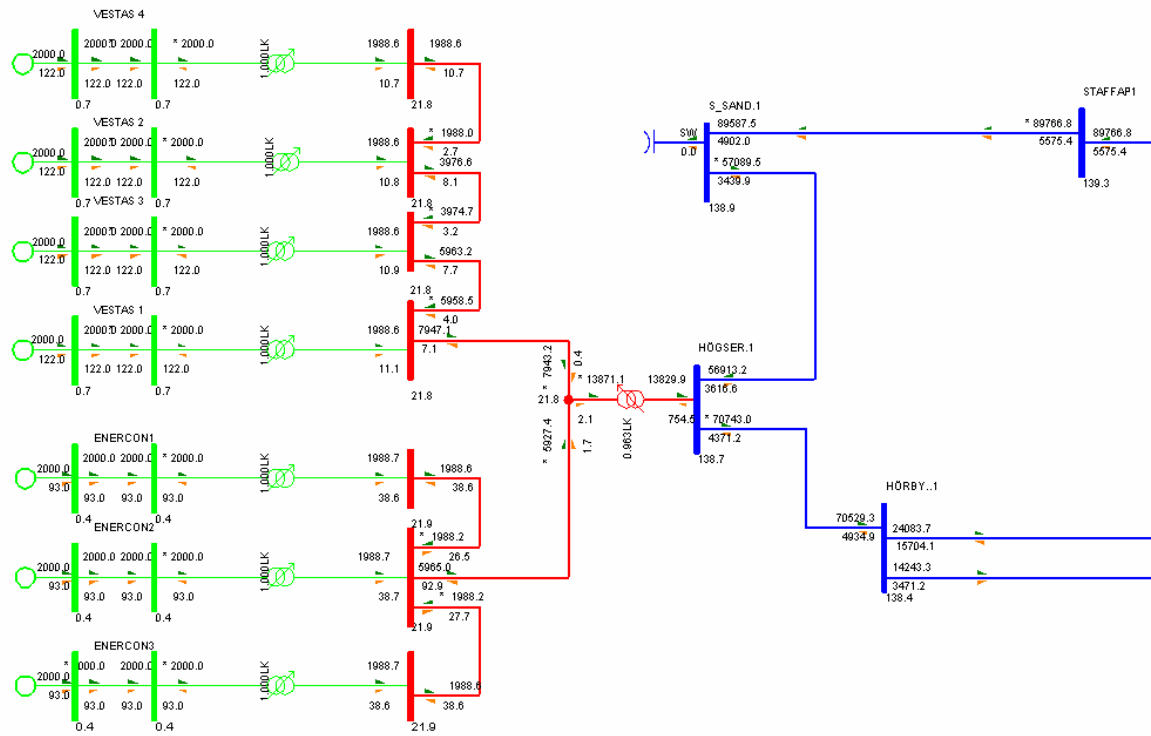 VESTAS 4
2000.0 2000.0 * 2000.0 * 2000.0 1,000LK 1988.6 1988.6
122.0 122.0 122.0 122.0 10.7 10.7
0.7 0.7 21.8
VESTAS 2
2000.0 2000.0 * 2000.0 * 2000.0 1,000LK 1988.6 * 1988.0
2.7
3976.6
122.0 122.0 122.0 122.0 10.8 8.1
0.7 0.7 21.8
VESTAS 3
2000.0 2000.0 * 2000.0 * 2000.0 1,000LK 1988.6 * 3974.7
3.2
5963.2
122.0 122.0 122.0 122.0 10.9 7.7
0.7 0.7 21.8
VESTAS 1
2000.0 2000.0 * 2000.0 * 2000.0 1,000LK 1988.6 * 5958.5
4.0
7947.1
122.0 122.0 122.0 122.0 11.1 7.1
0.7 0.7 21.8
ENERCON1
2000.0 2000.0 2000.0 * 2000.0 1,000LK 1988.7 1988.6
93.0 93.0 93.0 93.0 38.6 38.6
0.4 0.4 21.9
ENERCON2
2000.0 2000.0 2000.0 * 2000.0 1,000LK 1988.7 * 1988.2
26.5
5965.0
92.9
93.0 93.0 93.0 93.0 38.7 * 1988.2
27.7
0.4 0.4 21.9
ENERCON3
2000.0 * 2000.0 2000.0 * 2000.0 1,000LK 1988.7 1988.6
93.0 93.0 93.0 93.0 38.6 38.6
0.4 0.4 21.9
* 7943.2
0.4
21.8 *
* 5927.4
1.7
* 13871.1
2.1
0.963LK
13829.9
754.5
HÖGSER.1
56913.2
3616.6
* 70743.0
4371.2
138.7
S_SAND.1
SW
0.0
89587.5
4902.0
* 57089.5
3439.9
138.9
STAFFAP1
* 89766.8
5575.4
89766.8
5575.4
139.3
HÖRBY..1
70529.3
4934.9
24083.7
15704.1
14243.3
3471.2
138.4